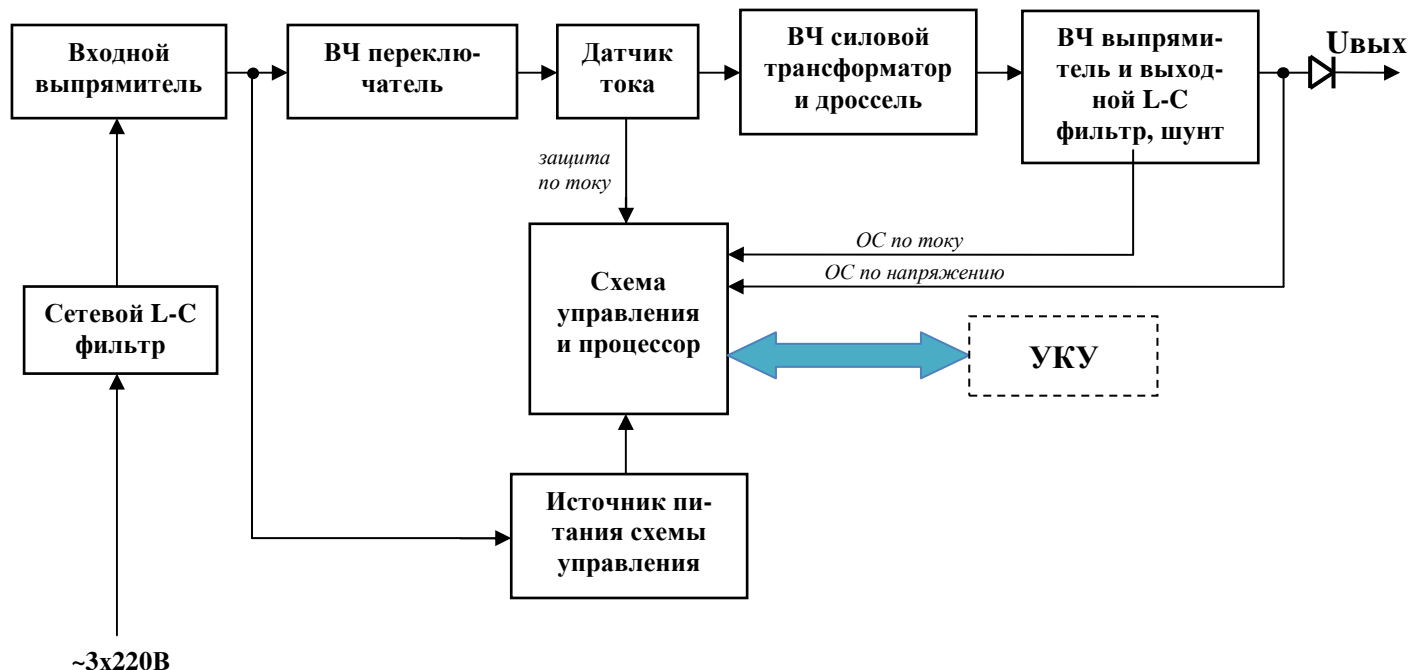 Входной
выпрямитель
ВЧ переклю-
чатель
Датчик
тока
ВЧ силовой
трансформатор
и дроссель
ВЧ выпрями-
тель и выход-
ной L-C
фильтр, шунт
Uвых
защита
по току
ОС по току
ОС по напряжению
Схема
управления
и процессор
Сетевой L-C
фильтр
УКУ
Источник пи-
тания схемы
управления
~3х220В